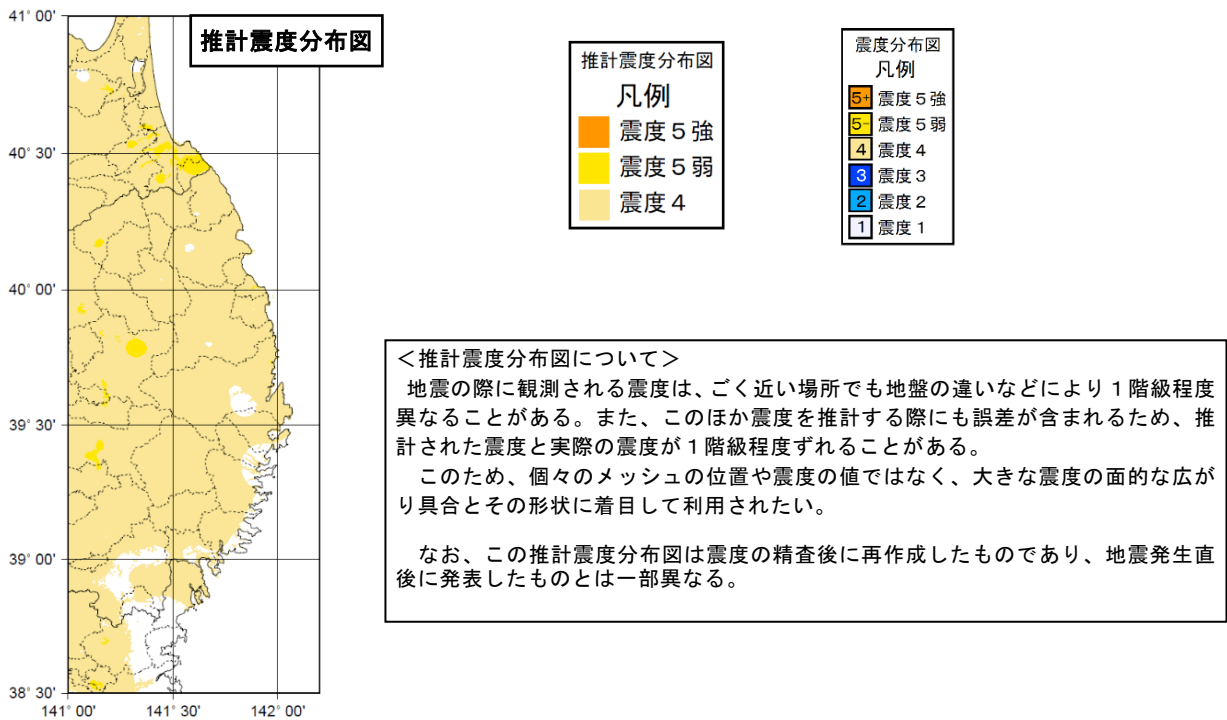 推計震度分布図
41° 00'
40° 30'
40° 00'
39° 30'
39° 00'
38° 30'
141° 00'
141° 30'
142° 00'
推計震度分布図
凡例
震度５強
震度５弱
震度４
震度分布図
凡例
5+ 震度５強
5- 震度５弱
4 震度４
3 震度３
2 震度２
1 震度１
＜推計震度分布図について＞
地震の際に観測される震度は、ごく近い場所でも地盤の違いなどにより１階級程度
異なることがある。また、このほか震度を推計する際にも誤差が含まれるため、推
計された震度と実際の震度が１階級程度ずれることがある。
このため、個々のメッシュの位置や震度の値ではなく、大きな震度の面的な広が
り具合とその形状に着目して利用されたい。
なお、この推計震度分布図は震度の精査後に再作成したものであり、地震発生直
後に発表したものとは一部異なる。